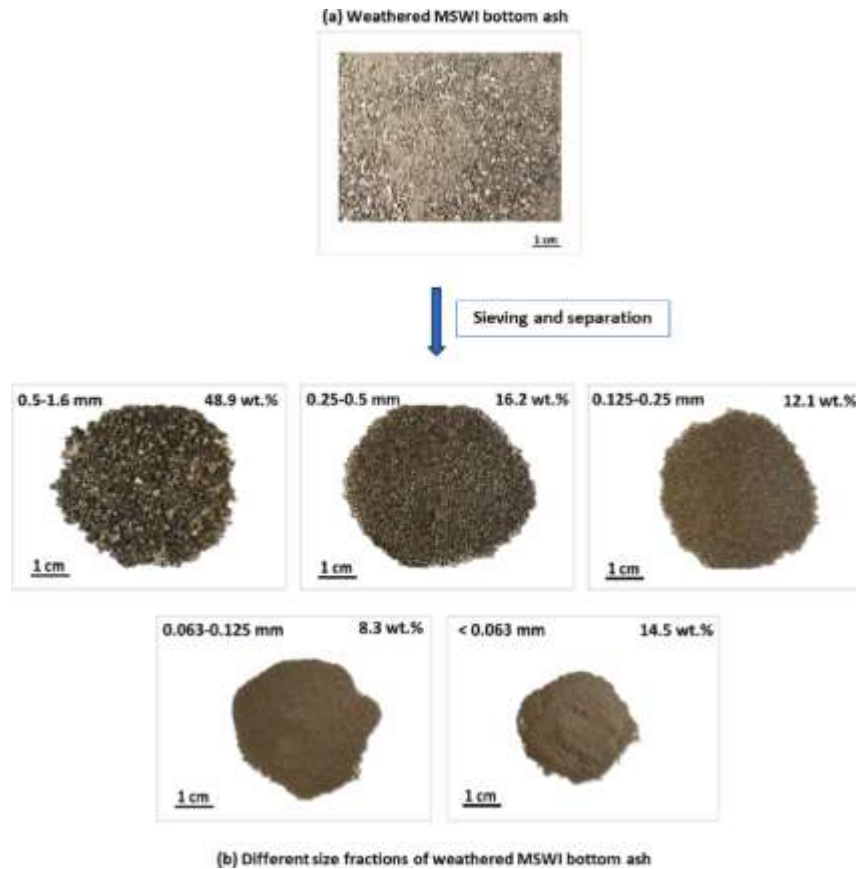 (a) Weathered MSWI bottom ash
1 cm
Sieving and separation
0.5-1.6 mm 48.9 wt.%
0.25-0.5 mm 16.2 wt.%
0.125-0.25 mm 12.1 wt.%
1 cm
1 cm
1 cm
0.063-0.125 mm 8.3 wt.%
< 0.063 mm 14.5 wt.%
1 cm
1 cm
(b) Different size fractions of weathered MSWI bottom ash